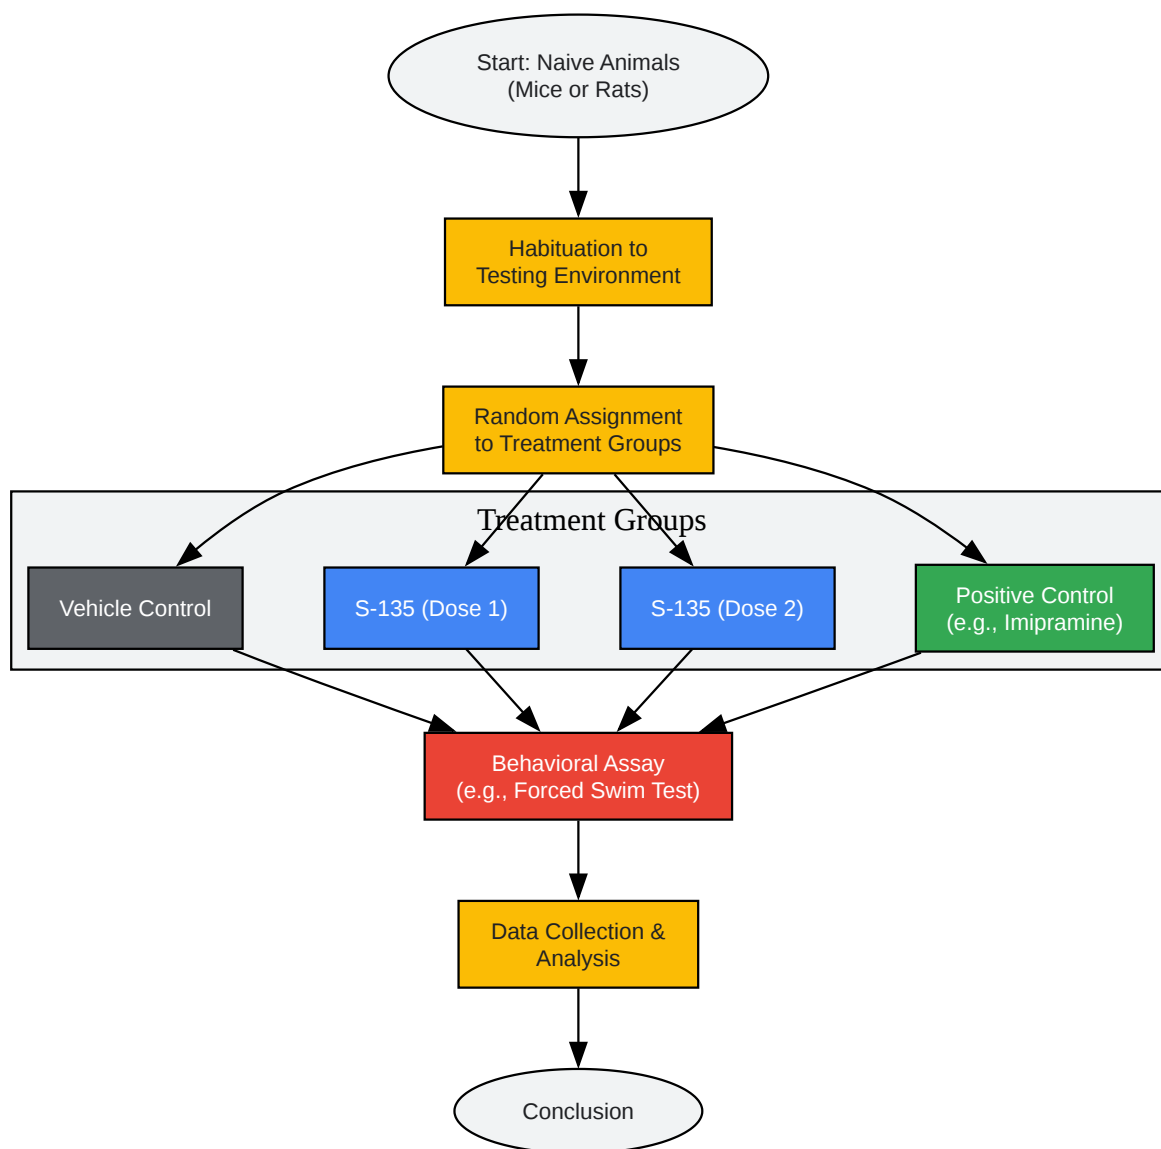 Start: Naive Animals
(Mice or Rats)
Habituation to
Testing Environment
Random Assignment
to Treatment Groups
Treatment Groups
Vehicle Control
S-135 (Dose 1)
S-135 (Dose 2)
Positive Control
(e.g., Imipramine)
Behavioral Assay
(e.g., Forced Swim Test)
Data Collection &
Analysis
Conclusion